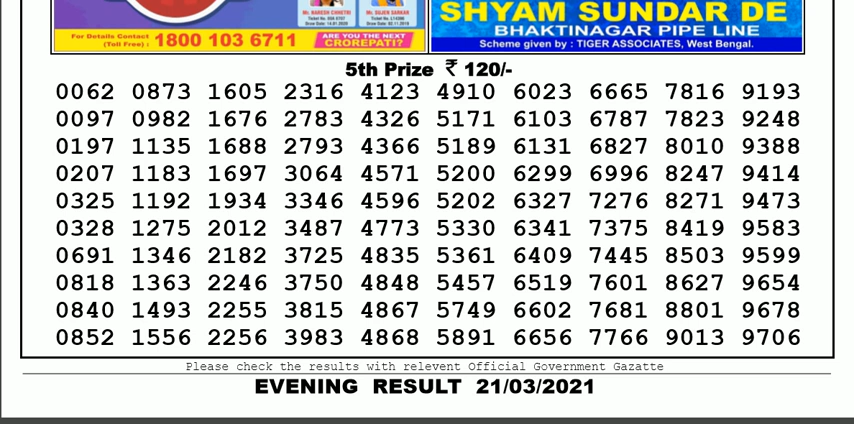 Mr. NARESH CHHETRI
Mr. SUJEN SARKAR
For Details Contact
(Toll Free) : 1800 103 6711
ARE YOU THE NEXT
CROREPATI?
SHYAM SUNDAR DE
BHAKTINAGAR PIPE LINE
Scheme given by : TIGER ASSOCIATES, West Bengal.
5th Prize ₹ 120/-
0062 0873 1605 2316 4123 4910 6023 6665 7816 9193
0097 0982 1676 2783 4326 5171 6103 6787 7823 9248
0197 1135 1688 2793 4366 5189 6131 6827 8010 9388
0207 1183 1697 3064 4571 5200 6299 6996 8247 9414
0325 1192 1934 3346 4596 5202 6327 7276 8271 9473
0328 1275 2012 3487 4773 5330 6341 7375 8419 9583
0691 1346 2182 3725 4835 5361 6409 7445 8503 9599
0818 1363 2246 3750 4848 5457 6519 7601 8627 9654
0840 1493 2255 3815 4867 5749 6602 7681 8801 9678
0852 1556 2256 3983 4868 5891 6656 7766 9013 9706
Please check the results with relevent Official Government Gazatte
EVENING RESULT 21/03/2021